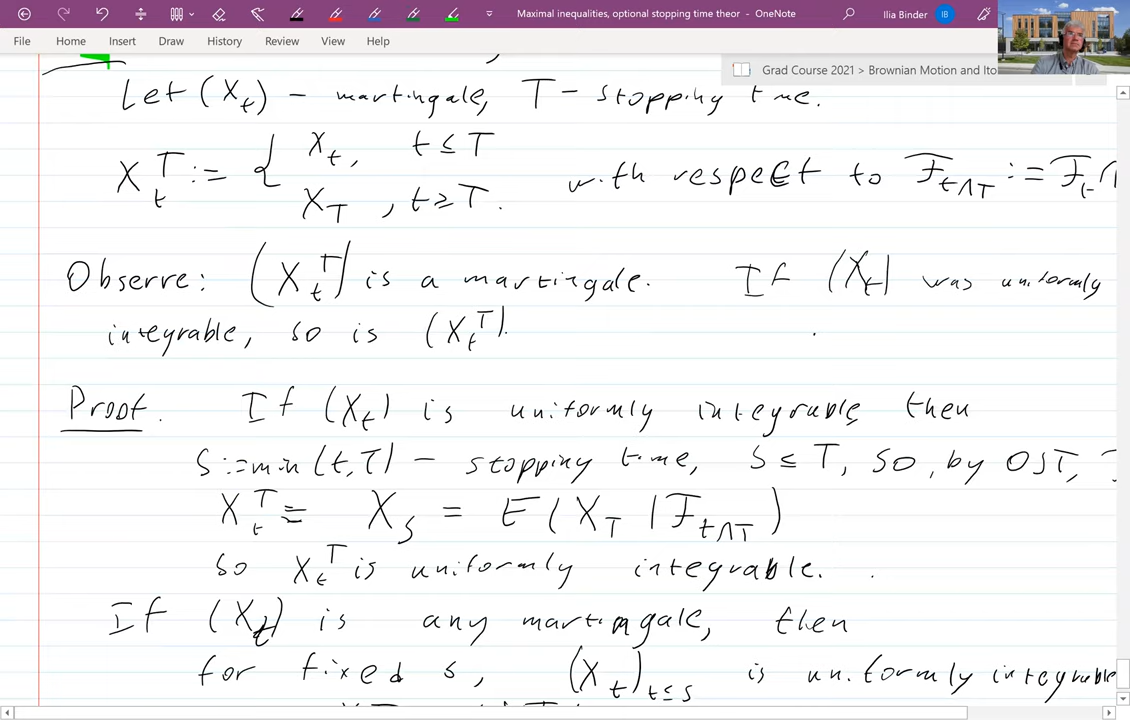 Maximal inequalities, optional stopping time theor - OneNote
Ilia Binder
IB
File Home Insert Draw History Review View Help
Grad Course 2021 > Brownian Motion and Ito
Let (X_t) – martingale, T – stopping time.
X_t^T := { X_t, t ≤ T
X_T, t ≥ T. with respect to F_{t∧T} := F_t ∩
Observe: (X_t^T) is a martingale. If (X_t) was uniformly
integrable, so is (X_t^T).
Proof. If (X_t) is uniformly integrable, then
S := min(t,T) – stopping time, S ≤ T, so, by OST,
X_t^T = X_S = E(X_T | F_{t∧T})
so X_t^T is uniformly integrable.
If (X_t) is any martingale, then
for fixed s, (X_t)_{t≤s} is uniformly integrable